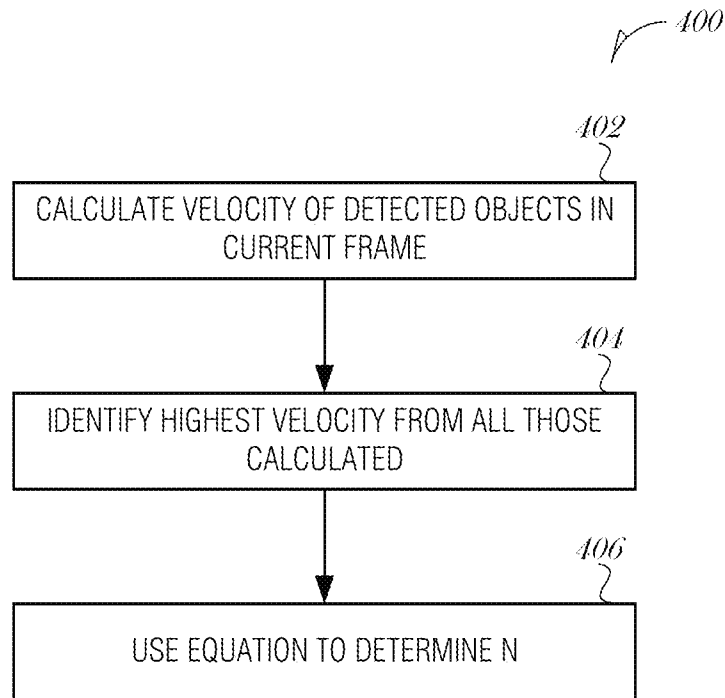 400
402
CALCULATE VELOCITY OF DETECTED OBJECTS IN
CURRENT FRAME
404
IDENTIFY HIGHEST VELOCITY FROM ALL THOSE
CALCULATED
406
USE EQUATION TO DETERMINE N